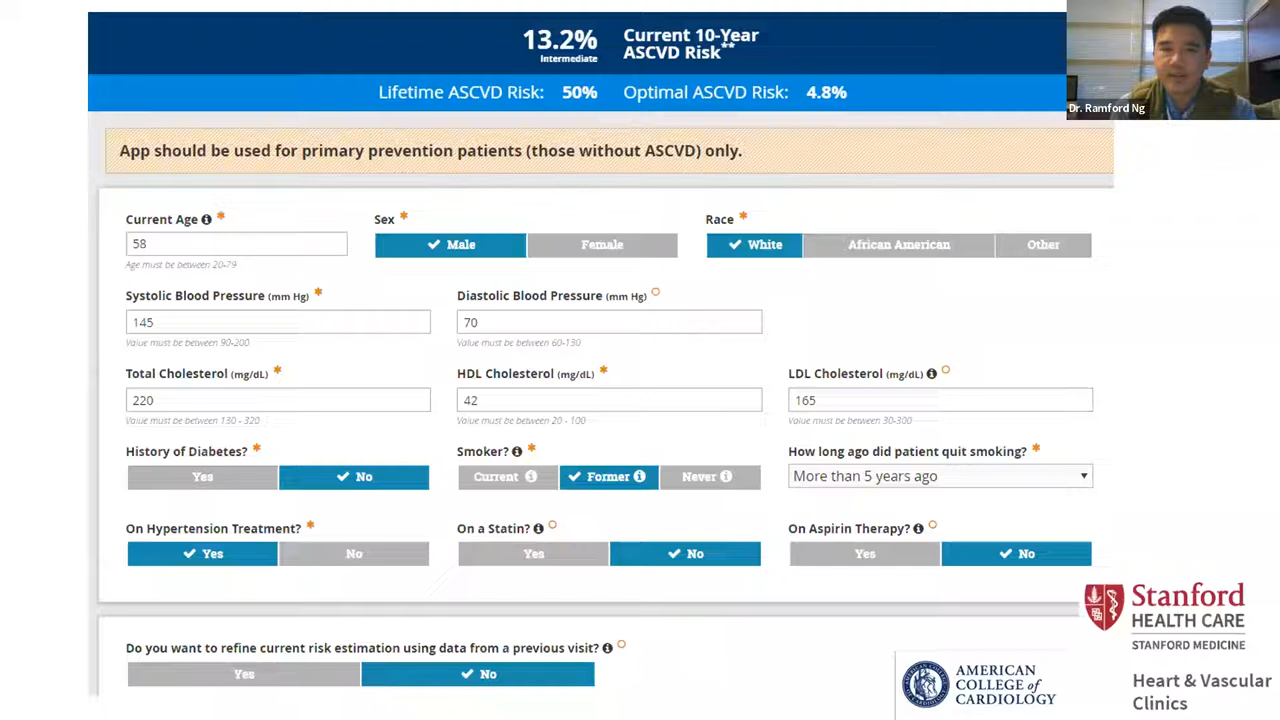 13.2%
Intermediate
Current 10-Year
ASCVD Risk**
Lifetime ASCVD Risk: 50% Optimal ASCVD Risk: 4.8%
Dr. Ramford Ng
App should be used for primary prevention patients (those without ASCVD) only.
Current Age * Sex * Race *
58 Male Female White African American Other
Age must be between 20-79
Systolic Blood Pressure (mm Hg) * Diastolic Blood Pressure (mm Hg)
145 70
Value must be between 90-200 Value must be between 60-130
Total Cholesterol (mg/dL) * HDL Cholesterol (mg/dL) * LDL Cholesterol (mg/dL)
220 42 165
Value must be between 130 - 320 Value must be between 20 - 100 Value must be between 30-300
History of Diabetes? * Smoker? * How long ago did patient quit smoking? *
Yes No Current Former Never More than 5 years ago
On Hypertension Treatment? * On a Statin? On Aspirin Therapy?
Yes No Yes No Yes No
Do you want to refine current risk estimation using data from a previous visit?
Yes No
AMERICAN
COLLEGE of
CARDIOLOGY
Stanford
HEALTH CARE
STANFORD MEDICINE
Heart & Vascular
Clinics